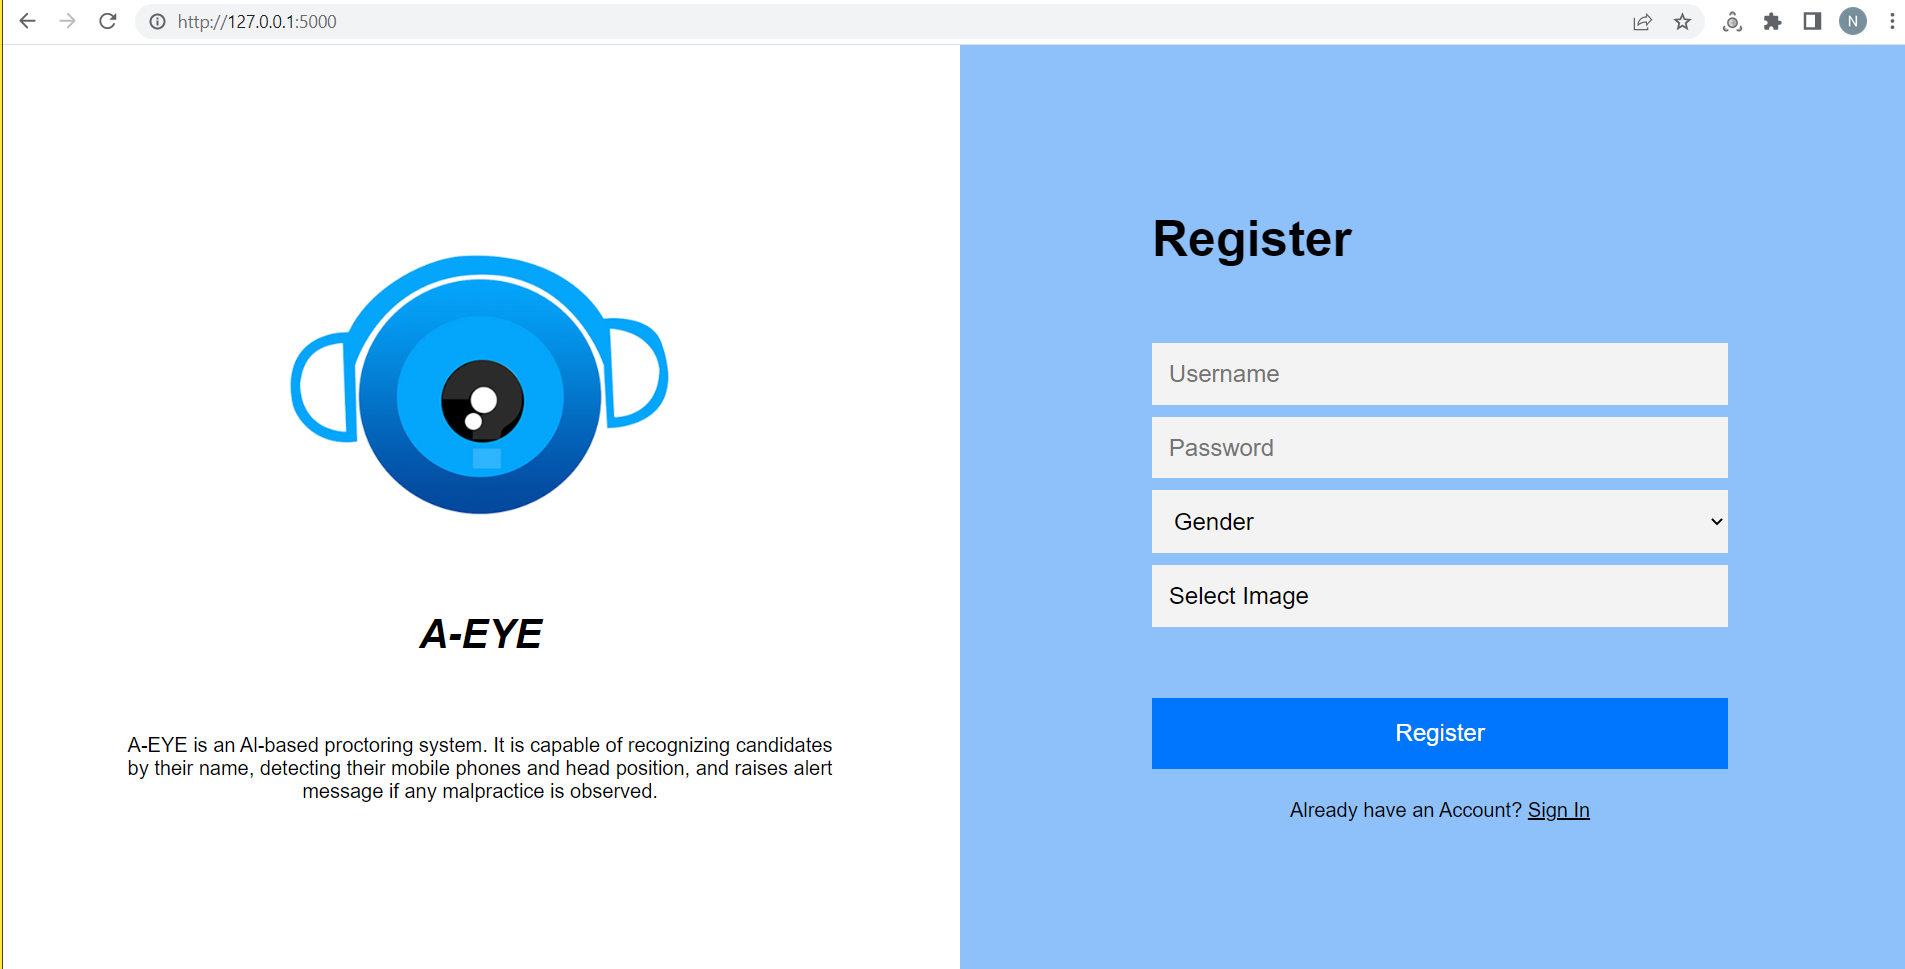 http://127.0.0.1:5000
N
A-EYE
A-EYE is an AI-based proctoring system. It is capable of recognizing candidates
by their name, detecting their mobile phones and head position, and raises alert
message if any malpractice is observed.
Register
Username
Password
Gender
Select Image
Register
Already have an Account? Sign In